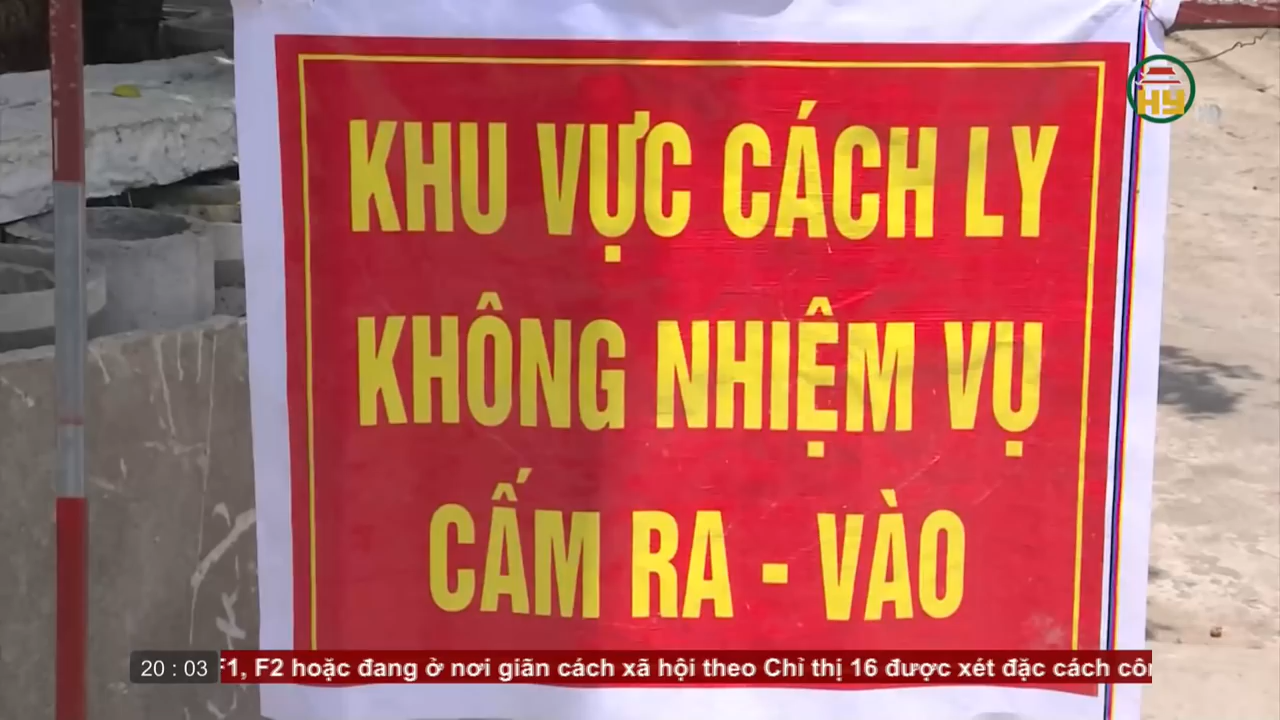 HY
KHU VỰC CÁCH LY
KHÔNG NHIỆM VỤ
CẤM RA - VÀO
20 : 03
F1, F2 hoặc đang ở nơi giãn cách xã hội theo Chỉ thị 16 được xét đặc cách